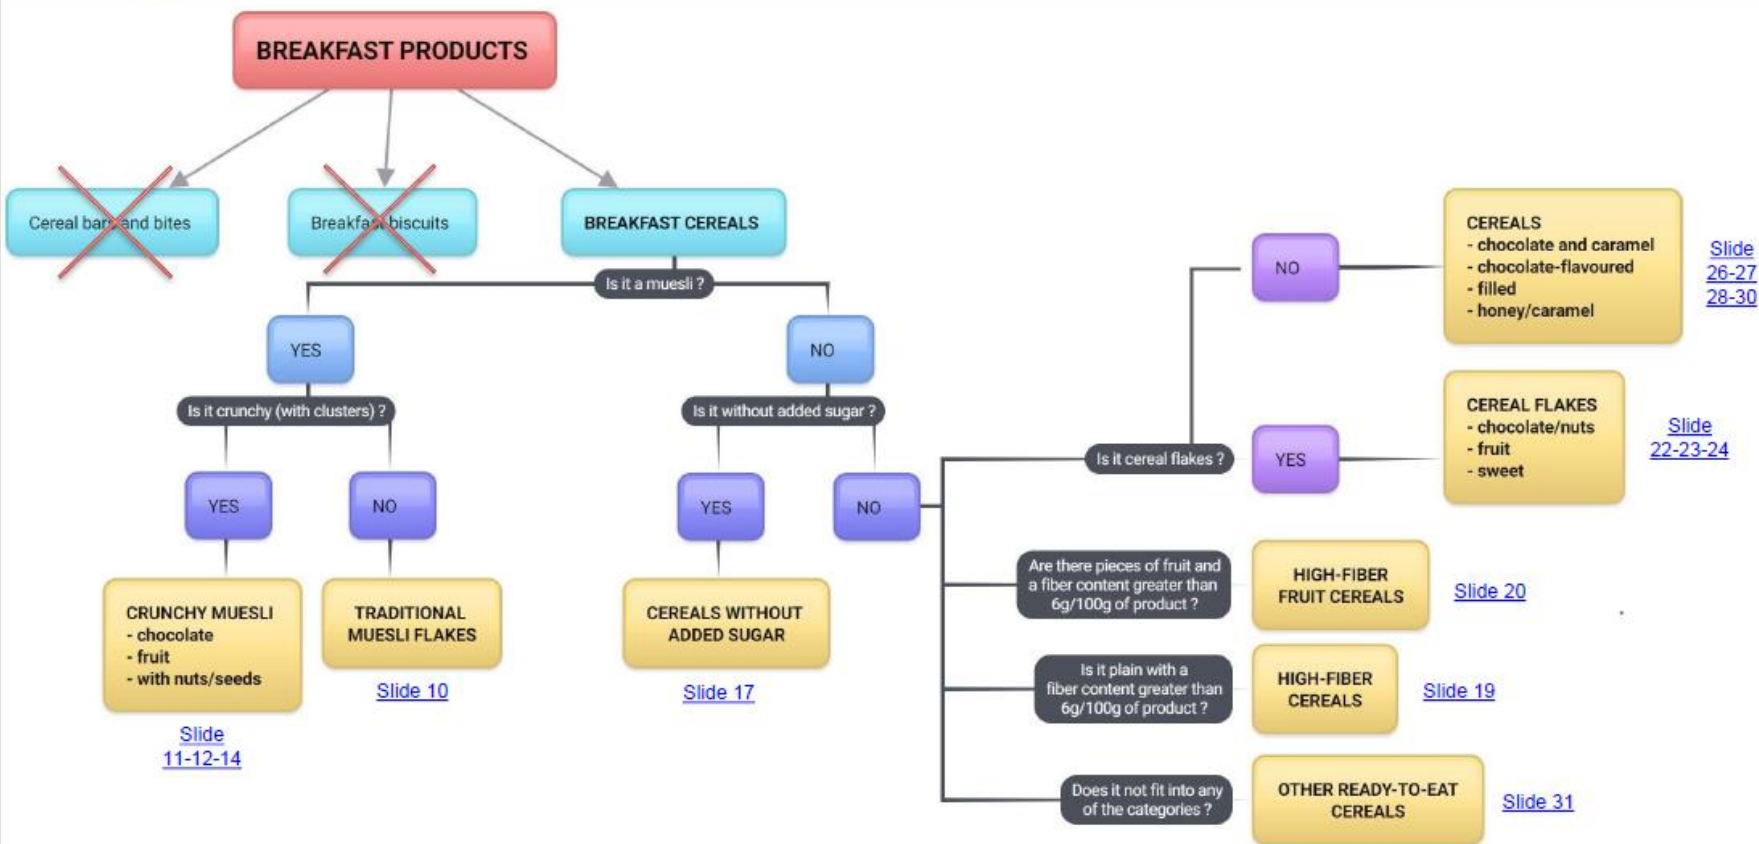 BREAKFAST PRODUCTS
Cereal bars and bites
Breakfast biscuits
BREAKFAST CEREALS
Is it a muesli ?
YES
NO
Is it crunchy (with clusters) ?
Is it without added sugar ?
YES
NO
YES
NO
CRUNCHY MUESLI
- chocolate
- fruit
- with nuts/seeds
Slide
11-12-14
TRADITIONAL
MUESLI FLAKES
Slide 10
CEREALS WITHOUT
ADDED SUGAR
Slide 17
Is it cereal flakes ?
NO
CEREALS
- chocolate and caramel
- chocolate-flavoured
- filled
- honey/caramel
Slide
26-27
28-30
YES
CEREAL FLAKES
- chocolate/nuts
- fruit
- sweet
Slide
22-23-24
Are there pieces of fruit and
a fiber content greater than
6g/100g of product ?
HIGH-FIBER
FRUIT CEREALS
Slide 20
Is it plain with a
fiber content greater than
6g/100g of product ?
HIGH-FIBER
CEREALS
Slide 19
Does it not fit into any
of the categories ?
OTHER READY-TO-EAT
CEREALS
Slide 31